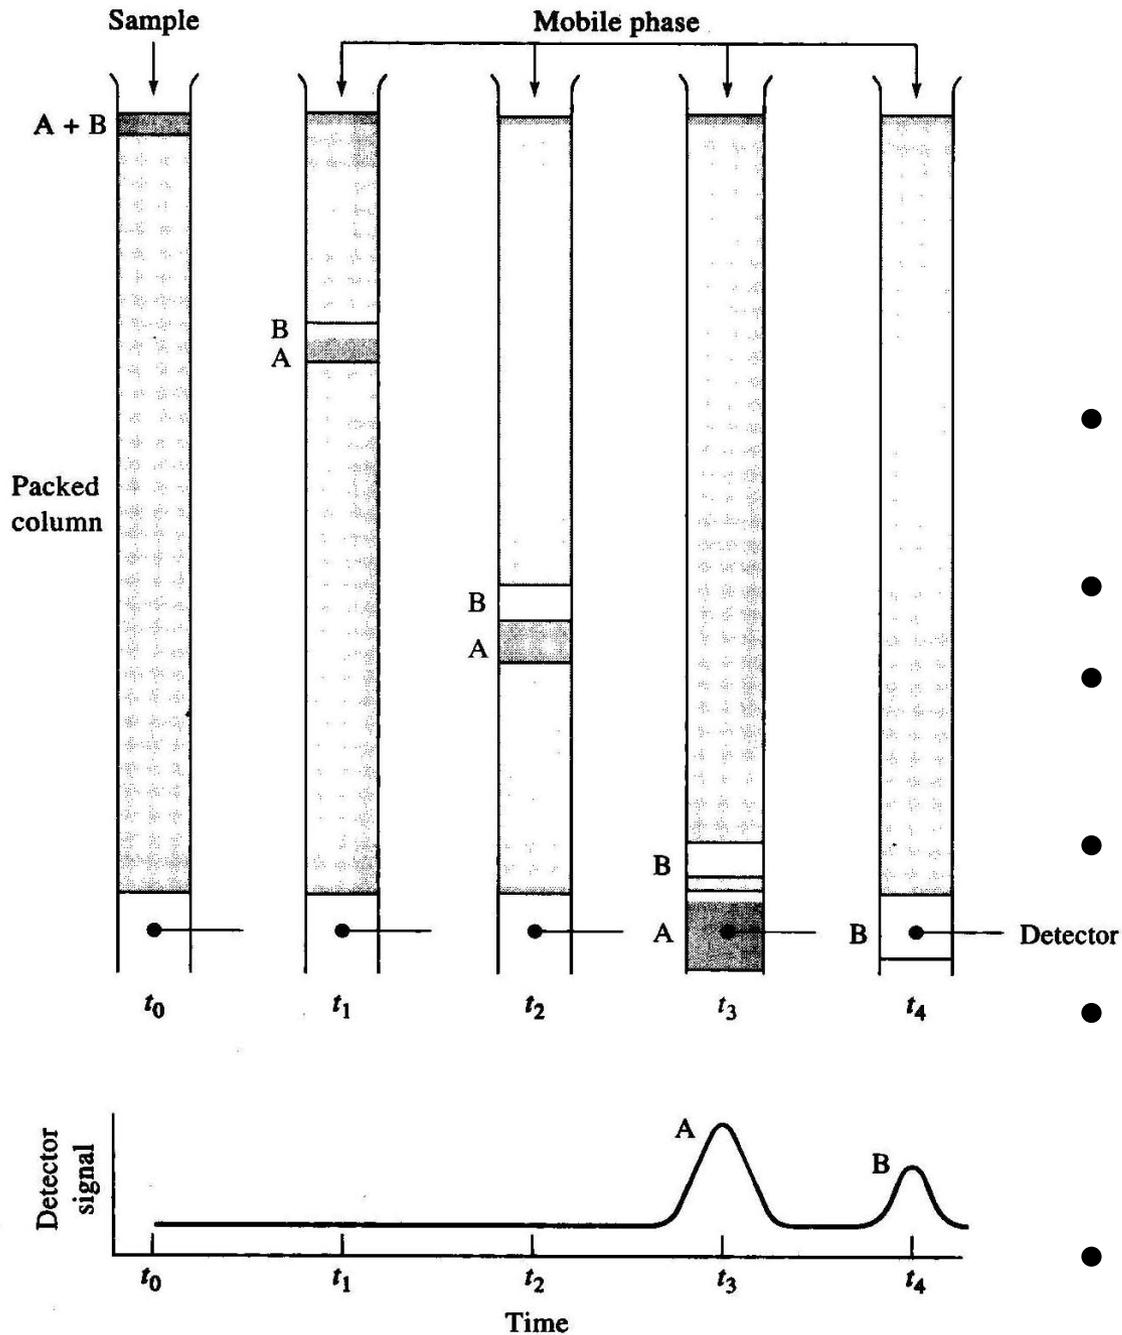 Sample
Mobile phase
A + B
B
A
Packed
column
B
A
B
A
B
Detector
t0
t1
t2
t3
t4
Detector
signal
A
B
t0
t1
t2
t3
t4
Time